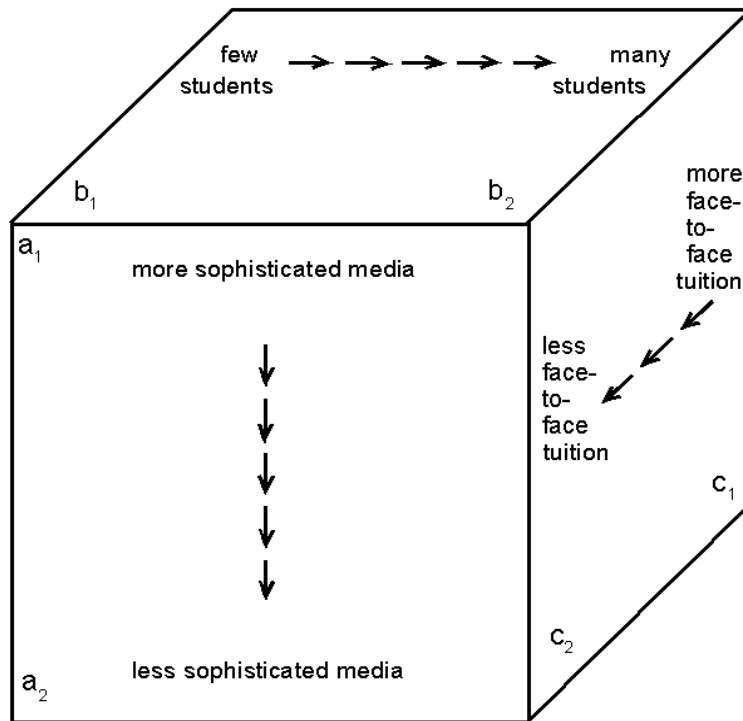 few
students
many
students
b1
b2
a1
more sophisticated media
more
face-
to-
face
tuition
less
face-
to-
face
tuition
c1
c2
a2
less sophisticated media